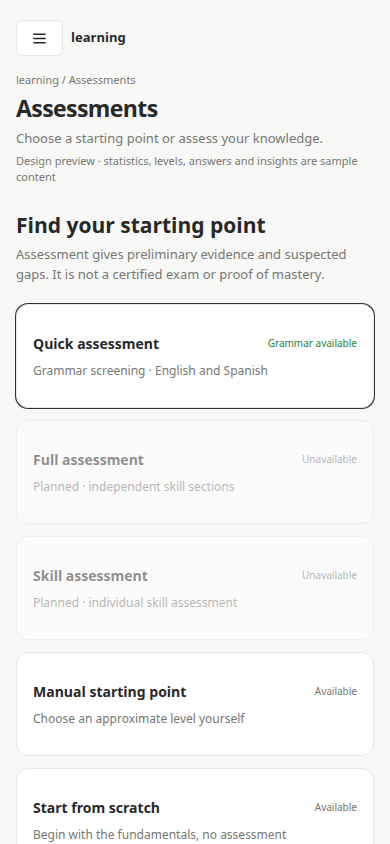 learning
learning / Assessments
Assessments
Choose a starting point or assess your knowledge.
Design preview · statistics, levels, answers and insights are sample
content
Find your starting point
Assessment gives preliminary evidence and suspected
gaps. It is not a certified exam or proof of mastery.
Quick assessment
Grammar available
Grammar screening · English and Spanish
Full assessment
Unavailable
Planned · independent skill sections
Skill assessment
Unavailable
Planned · individual skill assessment
Manual starting point
Available
Choose an approximate level yourself
Start from scratch
Available
Begin with the fundamentals, no assessment